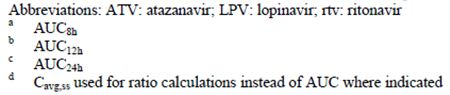 Abbreviations: ATV: atazanavir; LPV: lopinavir; rtv: ritonavir
a AUC8h
b AUC12h
c AUC24h
d Cavg,ss used for ratio calculations instead of AUC where indicated